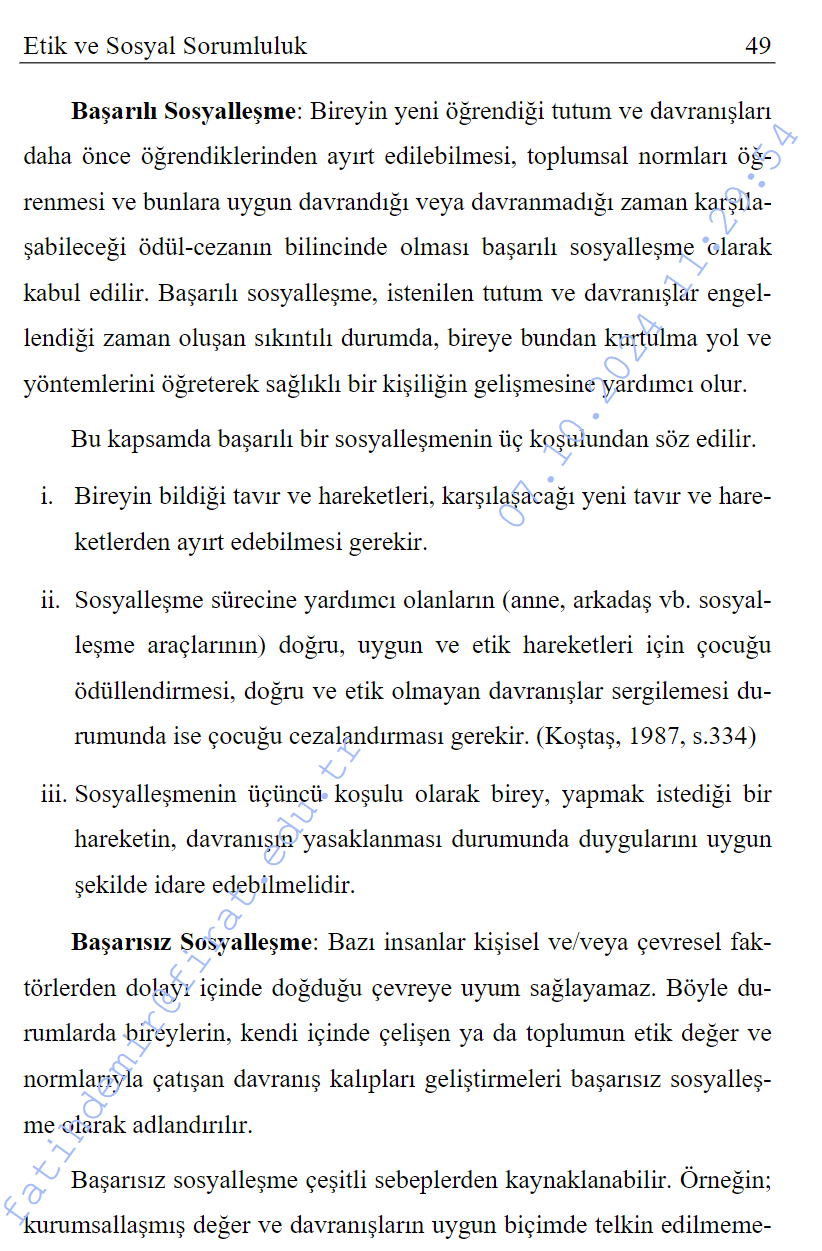 Etik ve Sosyal Sorumluluk 49
Başarılı Sosyalleşme: Bireyin yeni öğrendiği tutum ve davranışları
daha önce öğrendiklerinden ayırt edilebilmesi, toplumsal normları öğ-
renmesi ve bunlara uygun davrandığı veya davranmadığı zaman karşıla-
şabileceği ödül-cezanın bilincinde olması başarılı sosyalleşme olarak
kabul edilir. Başarılı sosyalleşme, istenilen tutum ve davranışlar engel-
lendiği zaman oluşan sıkıntılı durumda, bireye bundan kurtulma yol ve
yöntemlerini öğreterek sağlıklı bir kişiliğin gelişmesine yardımcı olur.
Bu kapsamda başarılı bir sosyalleşmenin üç koşulundan söz edilir.
i. Bireyin bildiği tavır ve hareketleri, karşılaşacağı yeni tavır ve hare-
ketlerden ayırt edebilmesi gerekir.
ii. Sosyalleşme sürecine yardımcı olanların (anne, arkadaş vb. sosyal-
leşme araçlarının) doğru, uygun ve etik hareketleri için çocuğu
ödüllendirmesi, doğru ve etik olmayan davranışlar sergilemesi du-
rumunda ise çocuğu cezalandırması gerekir. (Koştaş, 1987, s.334)
iii. Sosyalleşmenin üçüncü koşulu olarak birey, yapmak istediği bir
hareketin, davranışın yasaklanması durumunda duygularını uygun
şekilde idare edebilmelidir.
Başarısız Sosyalleşme: Bazı insanlar kişisel ve/veya çevresel fak-
törlerden dolayı içinde doğduğu çevreye uyum sağlayamaz. Böyle du-
rumlarda bireylerin, kendi içinde çelişen ya da toplumun etik değer ve
normlarıyla çatışan davranış kalıpları geliştirmeleri başarısız sosyalleş-
me olarak adlandırılır.
Başarısız sosyalleşme çeşitli sebeplerden kaynaklanabilir. Örneğin;
kurumsallaşmış değer ve davranışların uygun biçimde telkin edilmeme-
fatindemir@firat.edu.tr
07.10.2024 11:29:54